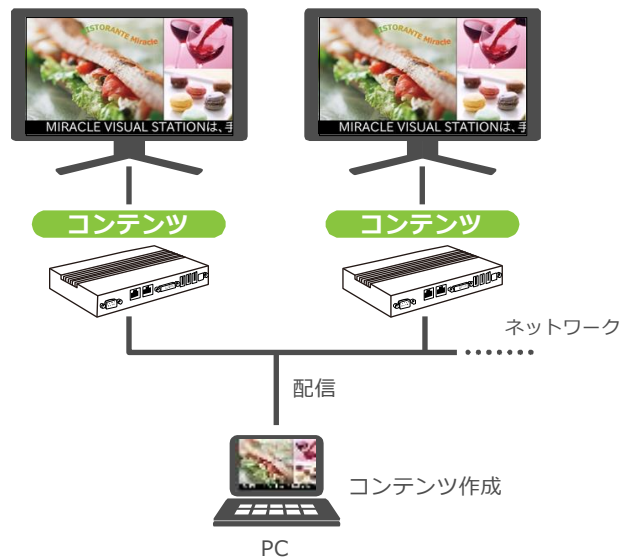 RISTORANTE Miracle
RISTORANTE Miracle
MIRACLE VISUAL STATIONは、手
MIRACLE VISUAL STATIONは、手
コンテンツ
コンテンツ
ネットワーク
配信
コンテンツ作成
PC